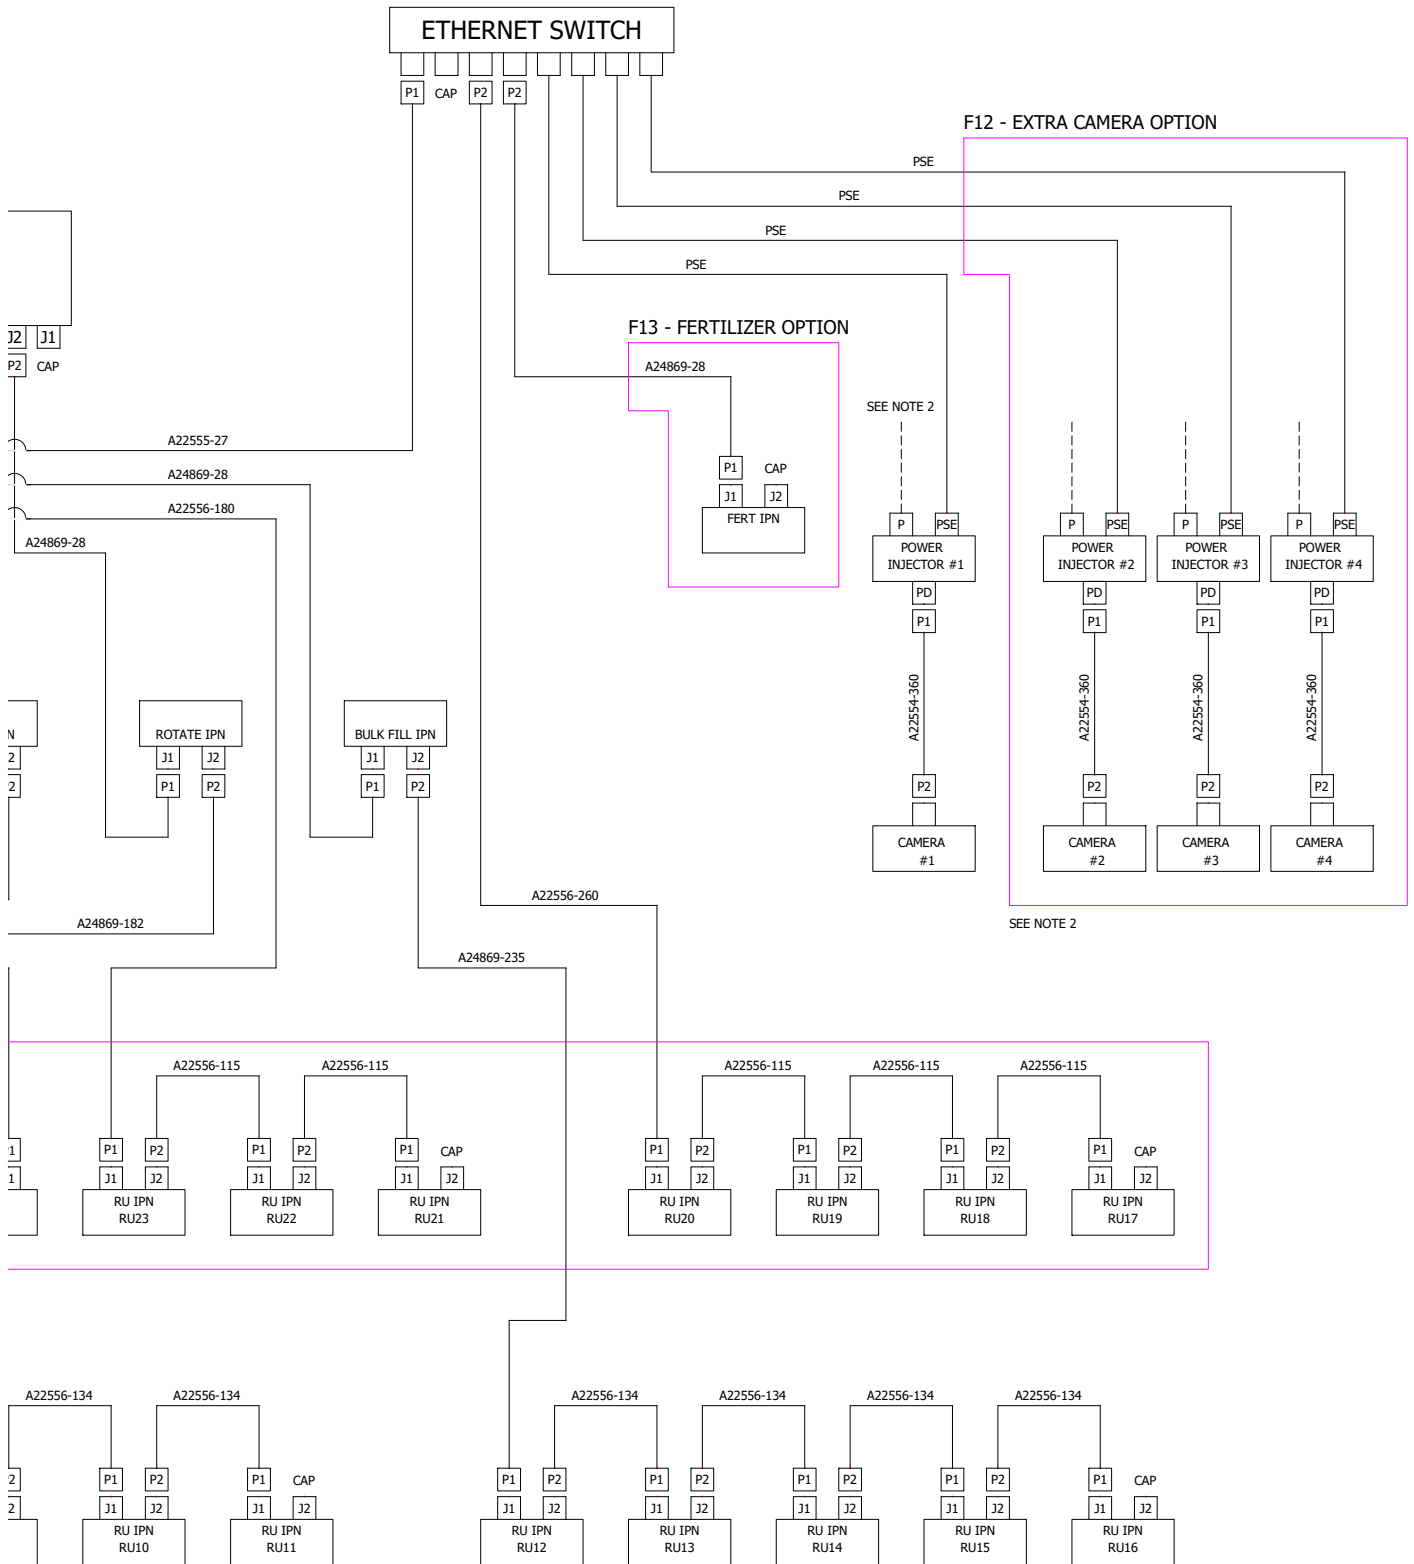 ETHERNET SWITCH
P1 CAP P2 P2
F12 - EXTRA CAMERA OPTION
PSE
PSE
PSE
PSE
J2 J1
P2 CAP
F13 - FERTILIZER OPTION
A24869-28
SEE NOTE 2
A22555-27
A24869-28
A22556-180
A24869-28
P1 CAP
J1 J2
FERT IPN
P PSE P PSE P PSE P PSE
POWER INJECTOR #1
POWER INJECTOR #2
POWER INJECTOR #3
POWER INJECTOR #4
PD PD PD PD
P1 P1 P1 P1
A22554-360 A22554-360 A22554-360 A22554-360
N
ROTATE IPN
BULK FILL IPN
2 J1 J2 J1 J2
2 P1 P2 P1 P2
P2 P2 P2 P2
CAMERA #1
CAMERA #2
CAMERA #3
CAMERA #4
A22556-260
A24869-182
SEE NOTE 2
A24869-235
A22556-115 A22556-115 A22556-115 A22556-115 A22556-115
1 P1 P2 P1 P2 P1 CAP P1 P2 P1 P2 P1 P2 P1 CAP
1 J1 J2 J1 J2 J1 J2 J1 J2 J1 J2 J1 J2 J1 J2
RU IPN RU IPN RU IPN RU IPN RU IPN RU IPN RU IPN
RU23 RU22 RU21 RU20 RU19 RU18 RU17
A22556-134 A22556-134 A22556-134 A22556-134 A22556-134 A22556-134
2 P1 P2 P1 CAP P1 P2 P1 P2 P1 P2 P1 P2 P1 CAP
2 J1 J2 J1 J2 J1 J2 J1 J2 J1 J2 J1 J2 J1 J2
RU IPN RU IPN RU IPN RU IPN RU IPN RU IPN RU IPN
RU10 RU11 RU12 RU13 RU14 RU15 RU16